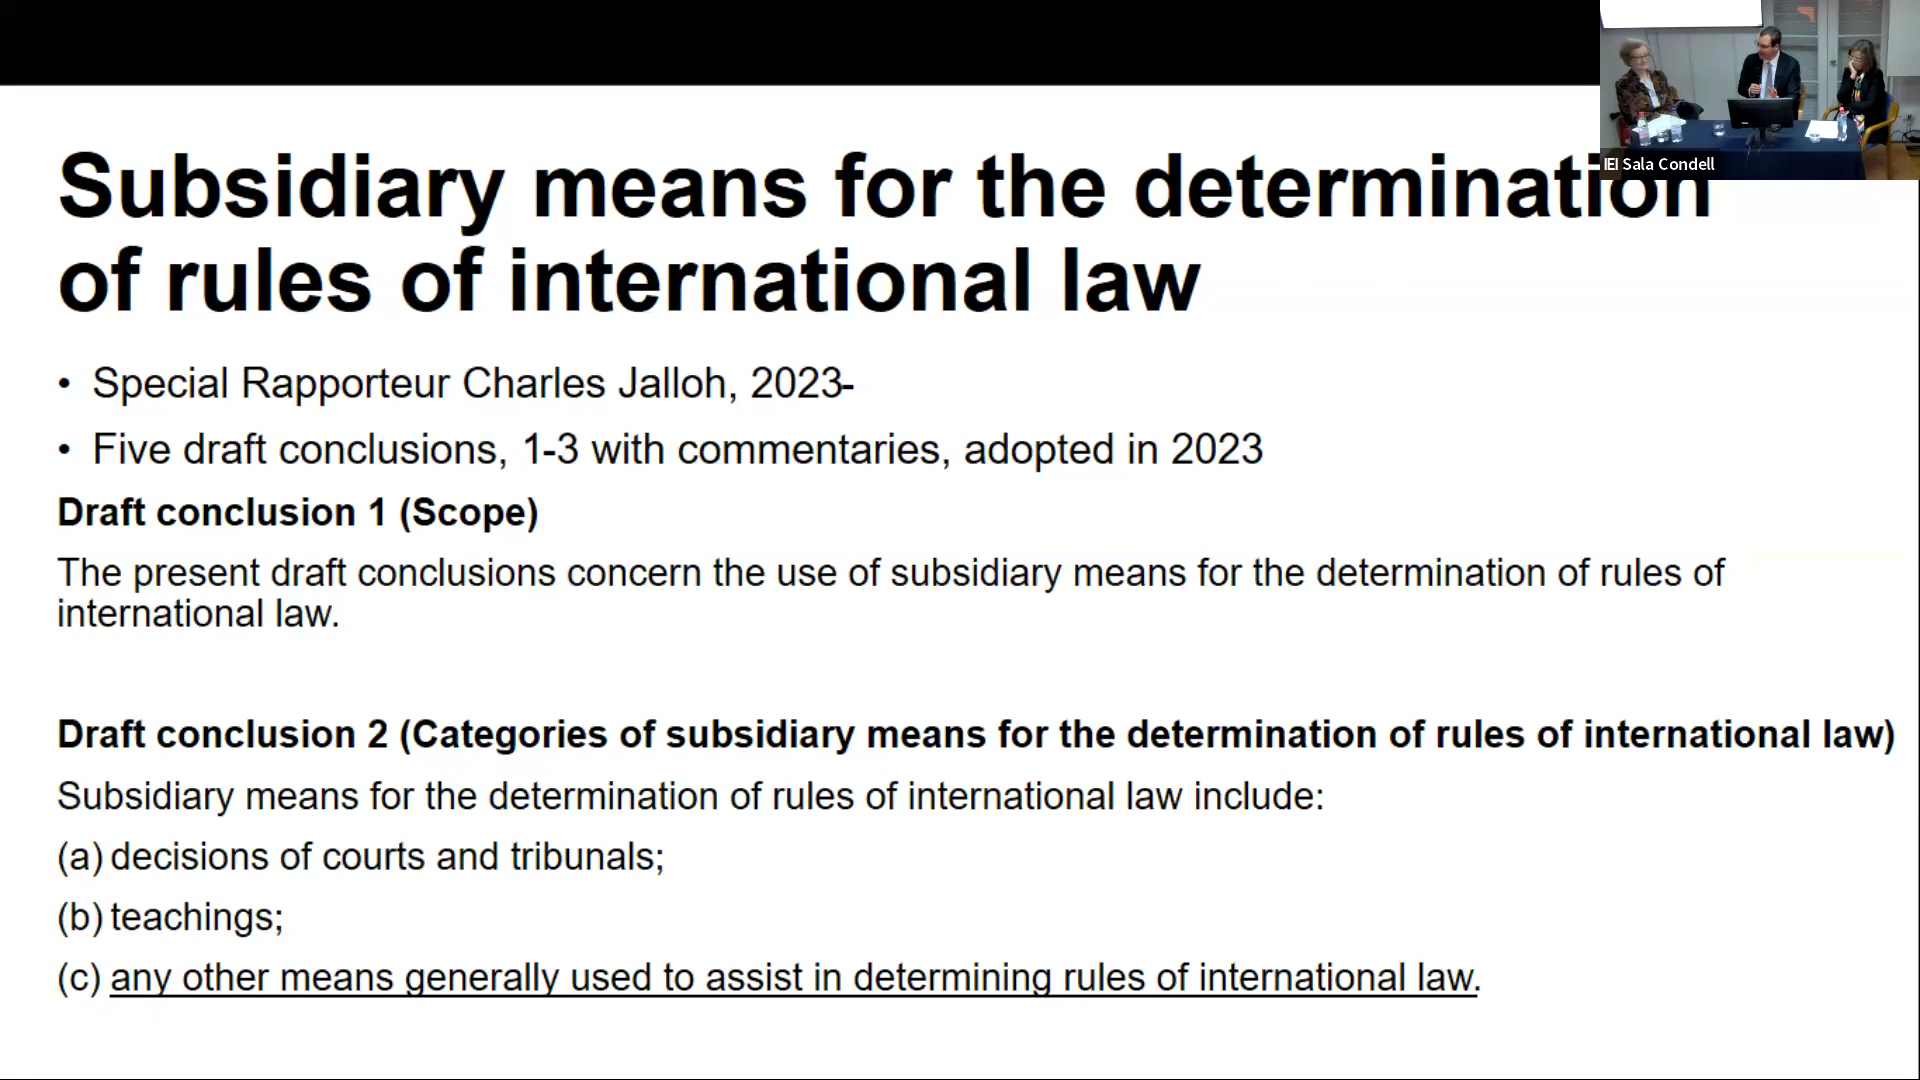 Subsidiary means for the determination
of rules of international law
IEI Sala Condell
• Special Rapporteur Charles Jalloh, 2023-
• Five draft conclusions, 1-3 with commentaries, adopted in 2023
Draft conclusion 1 (Scope)
The present draft conclusions concern the use of subsidiary means for the determination of rules of
international law.
Draft conclusion 2 (Categories of subsidiary means for the determination of rules of international law)
Subsidiary means for the determination of rules of international law include:
(a) decisions of courts and tribunals;
(b) teachings;
(c) any other means generally used to assist in determining rules of international law.